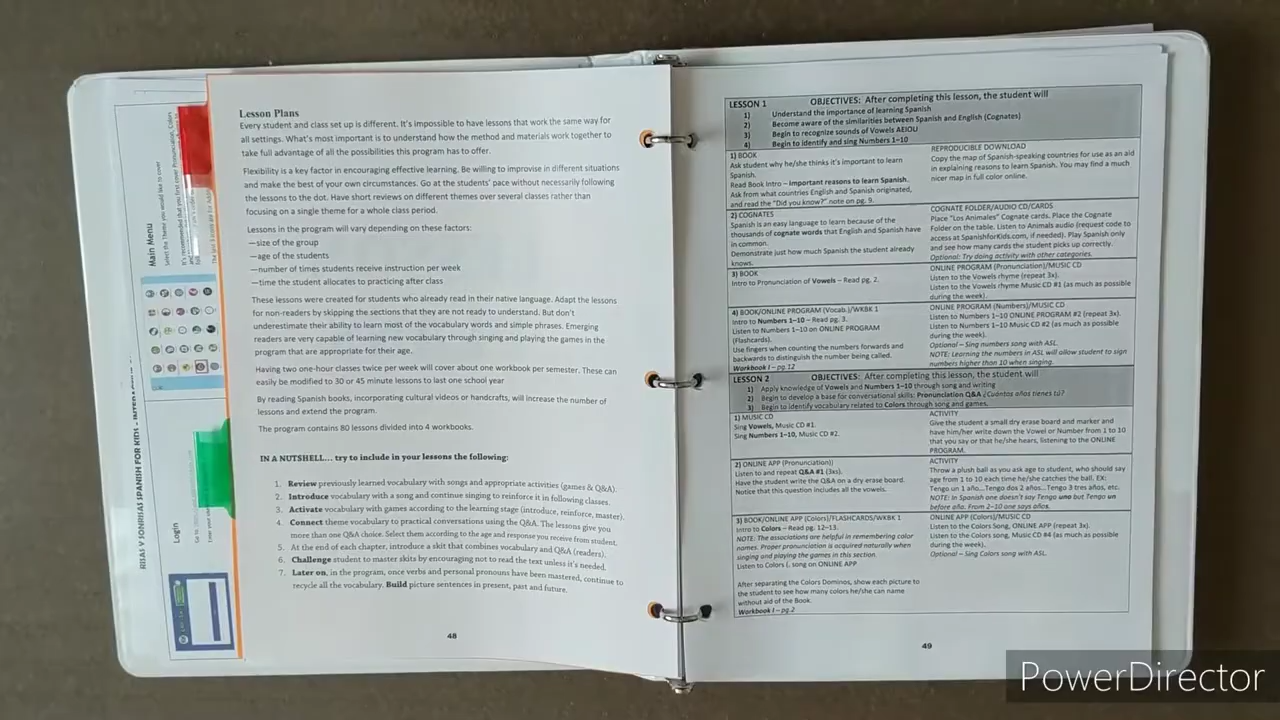 Lesson Plans
Every student and class set up is different. It's impossible to have lessons that work the same way for
all settings. What's most important is to understand how the method and materials work together to
take full advantage of all the possibilities this program has to offer.
Flexibility is a key factor in encouraging effective learning. Be willing to improvise in different situations
and make the best of your own circumstances. Go at the students' pace without necessarily following
the lessons to the dot. Have short reviews on different themes over several classes rather than
focusing on a single theme for a whole class period.
Lessons in the program will vary depending on these factors:
—size of the group
—age of the students
—number of times students receive instruction per week
—time the student allocates to practicing after class
These lessons were created for students who already read in their native language. Adapt the lessons
for non-readers by skipping the sections that they are not ready to understand. But don't
underestimate their ability to learn most of the vocabulary words and simple phrases. Emerging
readers are very capable of learning new vocabulary through singing and playing the games in the
program that are appropriate for their age.
Having two one-hour classes twice per week will cover about one workbook per semester. These can
easily be modified to 30 or 45 minute lessons to last one school year
By reading Spanish books, incorporating cultural videos or handcrafts, will increase the number of
lessons and extend the program.
The program contains 80 lessons divided into 4 workbooks.
IN A NUTSHELL... try to include in your lessons the following:
1. Review previously learned vocabulary with songs and appropriate activities (games & Q&A).
2. Introduce vocabulary with a song and continue singing to reinforce it in following classes.
3. Activate vocabulary with games according to the learning stage (introduce, reinforce, master).
4. Connect theme vocabulary to practical conversations using the Q&A. The lessons give you
more than one Q&A choice. Select them according to the age and response you receive from student.
5. At the end of each chapter, introduce a skit that combines vocabulary and Q&A (readers).
6. Challenge student to master skits by encouraging not to read the text unless it's needed.
7. Later on, in the program, once verbs and personal pronouns have been mastered, continue to
recycle all the vocabulary. Build picture sentences in present, past and future.
48
LESSON 1 OBJECTIVES: After completing this lesson, the student will
1) Understand the importance of learning Spanish
2) Become aware of the similarities between Spanish and English (Cognates)
3) Begin to recognize sounds of Vowels AEIOU
4) Begin to identify and sing Numbers 1–10
1) BOOK
Ask student why he/she thinks it's important to learn
Spanish.
Read Book Intro – Important reasons to learn Spanish.
Ask from what countries English and Spanish originated,
and read the "Did you know?" note on pg. 9.
REPRODUCIBLE DOWNLOAD
Copy the map of Spanish-speaking countries for use as an aid
in explaining reasons to learn Spanish. You may find a much
nicer map in full color online.
2) COGNATES
Spanish is an easy language to learn because of the
thousands of cognate words that English and Spanish have
in common.
Demonstrate just how much Spanish the student already
knows.
COGNATE FOLDER/AUDIO CD/CARDS
Place "Los Animales" Cognate cards. Place the Cognate
Folder on the table. Listen to Animals audio (request code to
access at SpanishforKids.com, if needed). Play Spanish only
and see how many cards the student picks up correctly.
Optional: Try doing activity with other categories.
3) BOOK
Intro to Pronunciation of Vowels – Read pg. 2.
ONLINE PROGRAM (Pronunciation)/MUSIC CD
Listen to the Vowels rhyme (repeat 3x).
Listen to the Vowels rhyme Music CD #1 (as much as possible
during the week).
4) BOOK/ONLINE PROGRAM (Vocab.)/WKBK 1
Intro to Numbers 1–10 – Read pg. 3.
Listen to Numbers 1–10 on ONLINE PROGRAM
(Flashcards).
Use fingers when counting the numbers forwards and
backwards to distinguish the number being called.
Workbook I – pg.12
ONLINE PROGRAM (Numbers)/MUSIC CD
Listen to Numbers 1–10 ONLINE PROGRAM #2 (repeat 3x).
Listen to Numbers 1–10 Music CD #2 (as much as possible
during the week).
Optional – Sing numbers song with ASL.
NOTE: Learning the numbers in ASL will allow student to sign
numbers higher than 10 when singing.
LESSON 2 OBJECTIVES: After completing this lesson, the student will
1) Apply knowledge of Vowels and Numbers 1–10 through song and writing
2) Begin to develop a base for conversational skills: Pronunciation Q&A ¿Cuántos años tienes tú?
3) Begin to identify vocabulary related to Colors through song and games.
1) MUSIC CD
Sing Vowels, Music CD #1.
Sing Numbers 1–10, Music CD #2.
ACTIVITY
Give the student a small dry erase board and marker and
have him/her write down the Vowel or Number from 1 to 10
that you say or that he/she hears, listening to the ONLINE
PROGRAM.
2) ONLINE APP (Pronunciation))
Listen to and repeat Q&A #1 (3xs).
Have the student write the Q&A on a dry erase board.
Notice that this question includes all the vowels.
ACTIVITY
Throw a plush ball as you ask age to student, who should say
age from 1 to 10 each time he/she catches the ball. EX:
Tengo un 1 año...Tengo dos 2 años...Tengo 3 tres años, etc.
NOTE: In Spanish one doesn't say Tengo uno but Tengo un
before año. From 2–10 one says años.
3) BOOK/ONLINE APP (Colors)/FLASHCARDS/WKBK 1
Intro to Colors – Read pg. 12–13.
NOTE: The associations are helpful in remembering color
names. Proper pronunciation is acquired naturally when
singing and playing the games in this section.
Listen to Colors I, song on ONLINE APP
After separating the Colors Dominos, show each picture to
the student to see how many colors he/she can name
without aid of the Book.
Workbook I – pg.2
ONLINE APP (Colors)/MUSIC CD
Listen to the Colors Song, ONLINE APP (repeat 3x).
Listen to the Colors song, Music CD #4 (as much as possible
during the week).
Optional – Sing Colors song with ASL.
49
Main Menu
Select the Theme you would like to cover
Login
PowerDirector